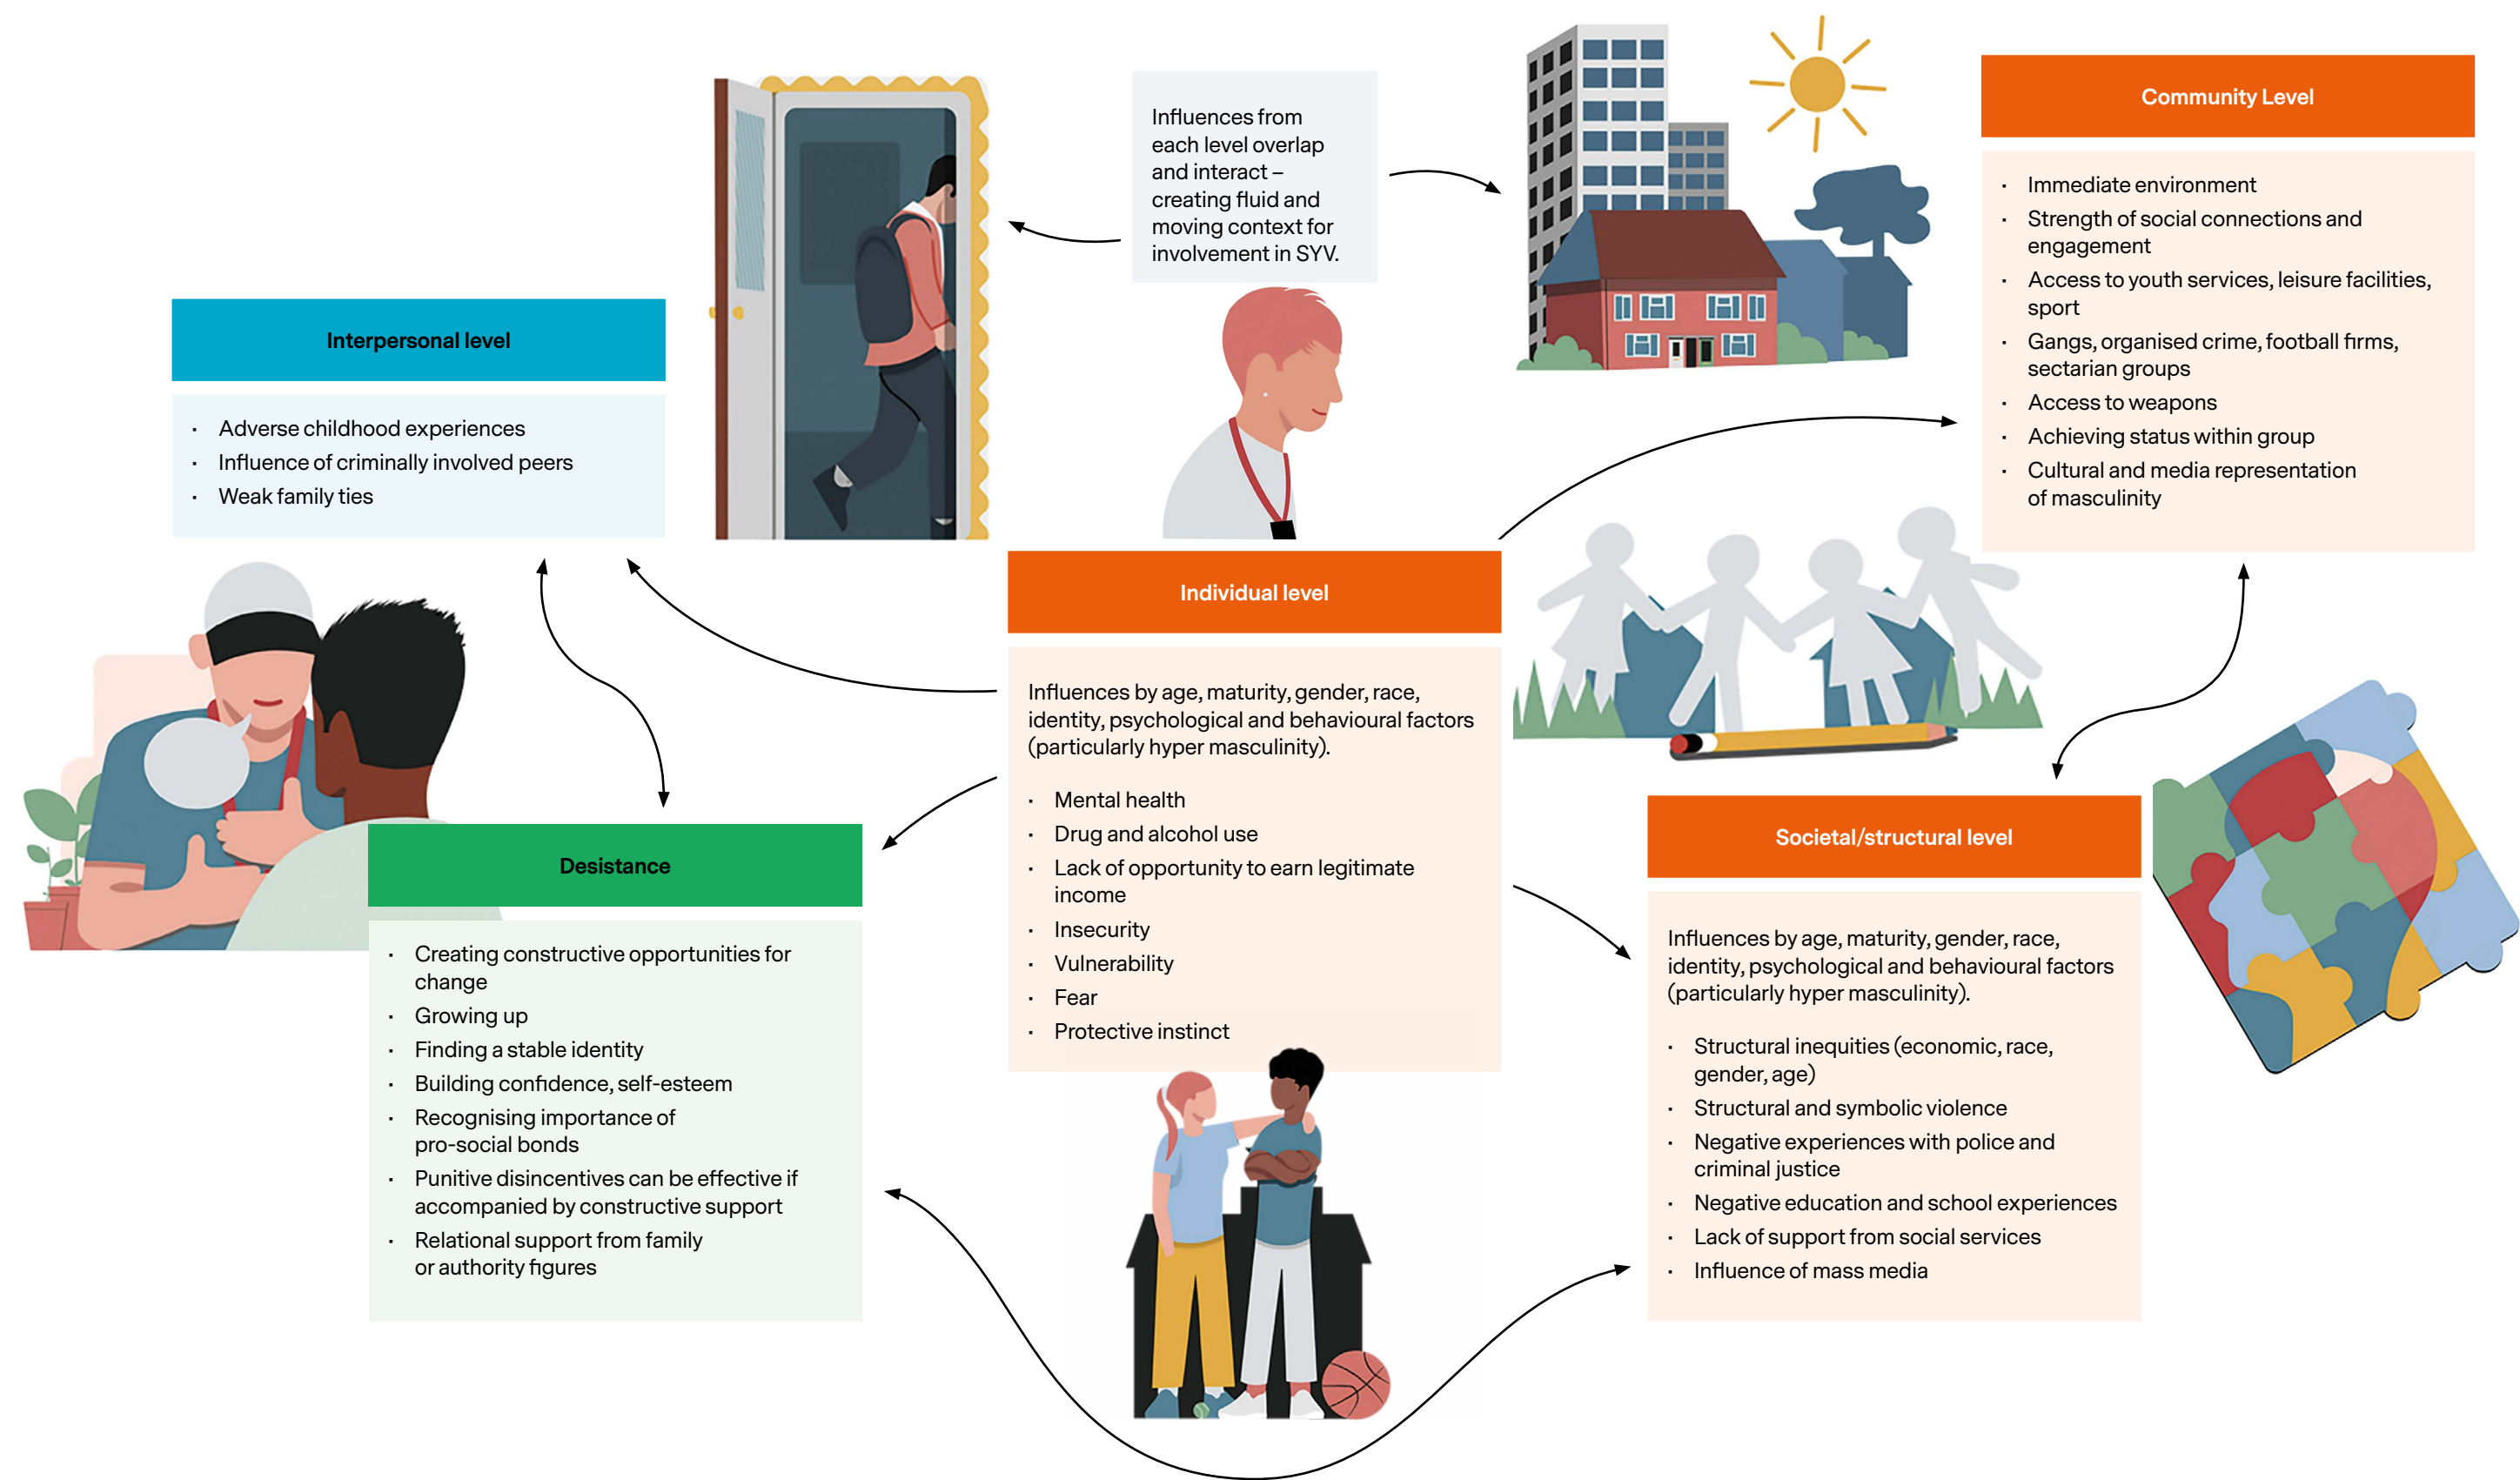 Influences from
each level overlap
and interact –
creating fluid and
moving context for
involvement in SYV.
Community Level
· Immediate environment
· Strength of social connections and
engagement
· Access to youth services, leisure facilities,
sport
· Gangs, organised crime, football firms,
sectarian groups
· Access to weapons
· Achieving status within group
· Cultural and media representation
of masculinity
Interpersonal level
· Adverse childhood experiences
· Influence of criminally involved peers
· Weak family ties
Individual level
Influences by age, maturity, gender, race,
identity, psychological and behavioural factors
(particularly hyper masculinity).
· Mental health
· Drug and alcohol use
· Lack of opportunity to earn legitimate
income
· Insecurity
· Vulnerability
· Fear
· Protective instinct
Desistance
· Creating constructive opportunities for
change
· Growing up
· Finding a stable identity
· Building confidence, self-esteem
· Recognising importance of
pro-social bonds
· Punitive disincentives can be effective if
accompanied by constructive support
· Relational support from family
or authority figures
Societal/structural level
Influences by age, maturity, gender, race,
identity, psychological and behavioural factors
(particularly hyper masculinity).
· Structural inequities (economic, race,
gender, age)
· Structural and symbolic violence
· Negative experiences with police and
criminal justice
· Negative education and school experiences
· Lack of support from social services
· Influence of mass media